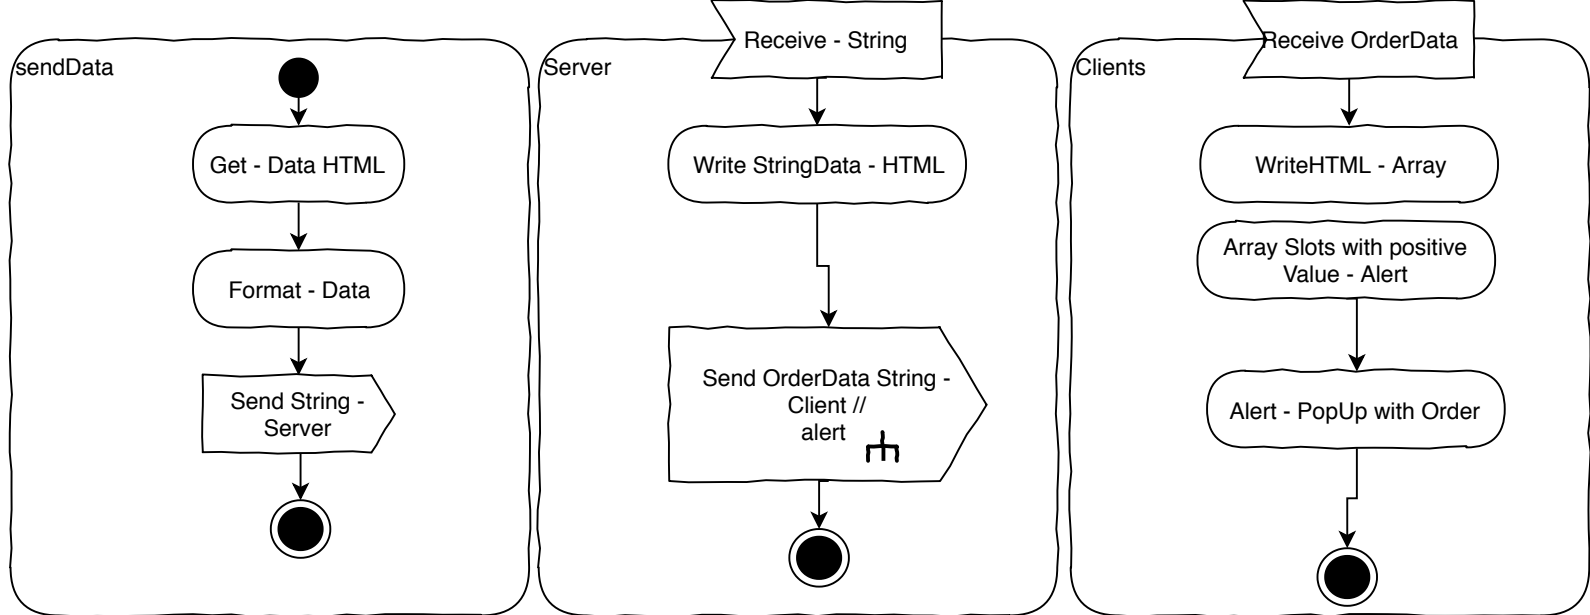 sendData
Get - Data HTML
Format - Data
Send String -
Server
Server
Receive - String
Write StringData - HTML
Send OrderData String -
Client //
alert
Clients
Receive OrderData
WriteHTML - Array
Array Slots with positive
Value - Alert
Alert - PopUp with Order